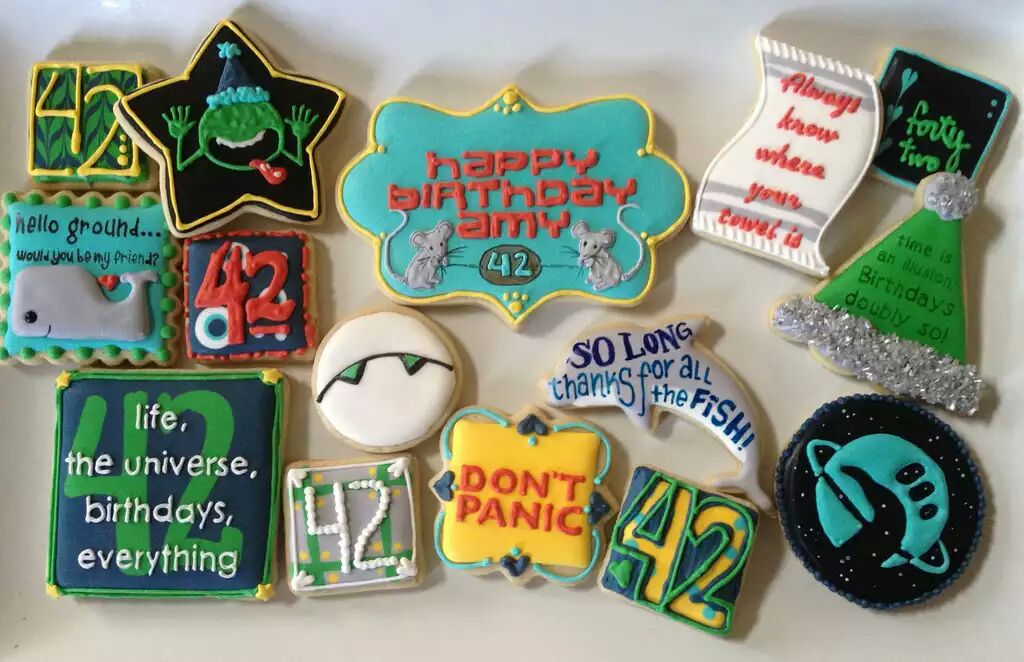 42
happy
birthday
amy
42
Always
know
where
your
towel is
forty
two
hello ground...
would you be my friend?
42
time is
an illusion.
Birthday's
doubly so!
SO LONG
thanks for all
the FISH!
42
life,
the universe,
birthdays,
everything
42
DON'T
PANIC
42